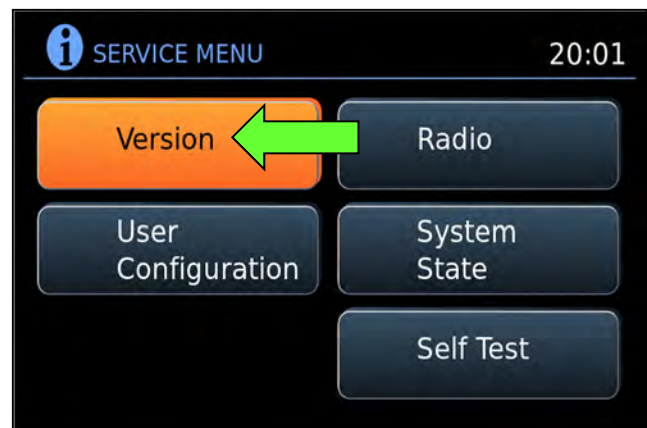 i SERVICE MENU 20:01
Version
Radio
User
Configuration
System
State
Self Test